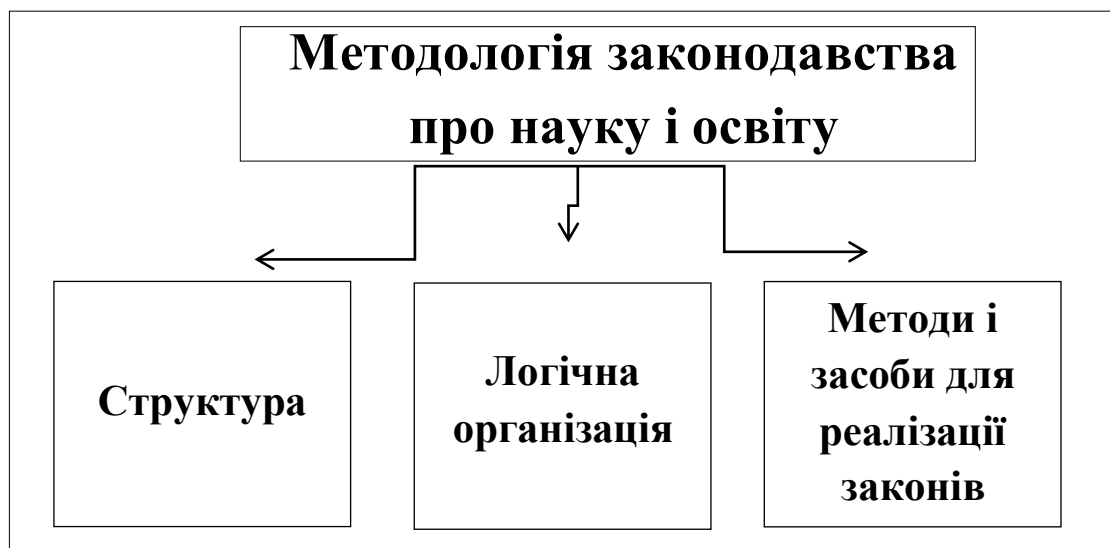 Методологія законодавства
про науку і освіту
Структура
Логічна
організація
Методи і
засоби для
реалізації
законів